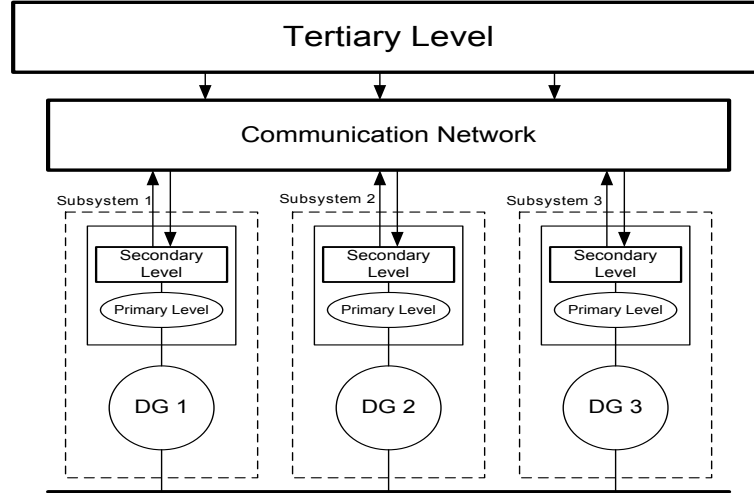 Tertiary Level
Communication Network
Subsystem 1
Subsystem 2
Subsystem 3
Secondary
Level
Secondary
Level
Secondary
Level
Primary Level
Primary Level
Primary Level
DG 1
DG 2
DG 3